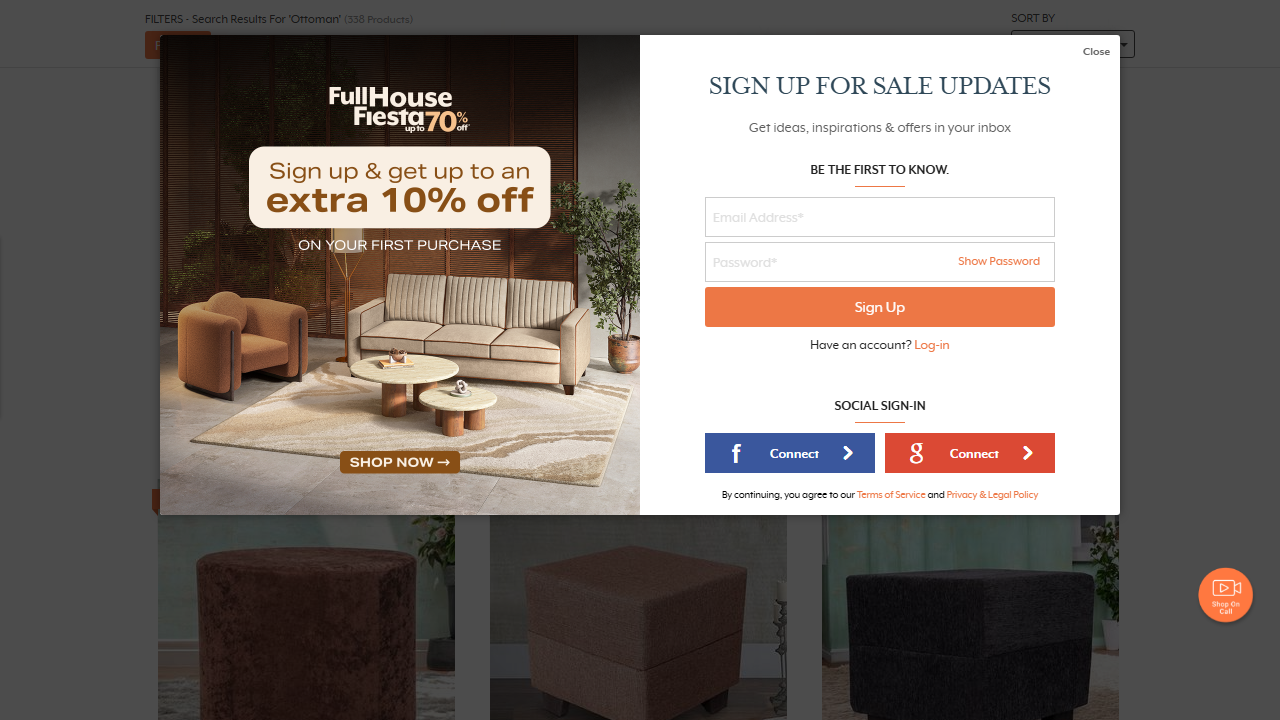 FILTERS - Search Results For 'Ottoman' (338 Products)
SORT BY
Close
FullHouse
Fiesta
up to 70% off*
Sign up & get up to an
extra 10% off
ON YOUR FIRST PURCHASE
SHOP NOW →
SIGN UP FOR SALE UPDATES
Get ideas, inspirations & offers in your inbox
BE THE FIRST TO KNOW.
Email Address*
Password*
Show Password
Sign Up
Have an account? Log-in
SOCIAL SIGN-IN
f Connect
g Connect
By continuing, you agree to our Terms of Service and Privacy & Legal Policy
Shop On
Call